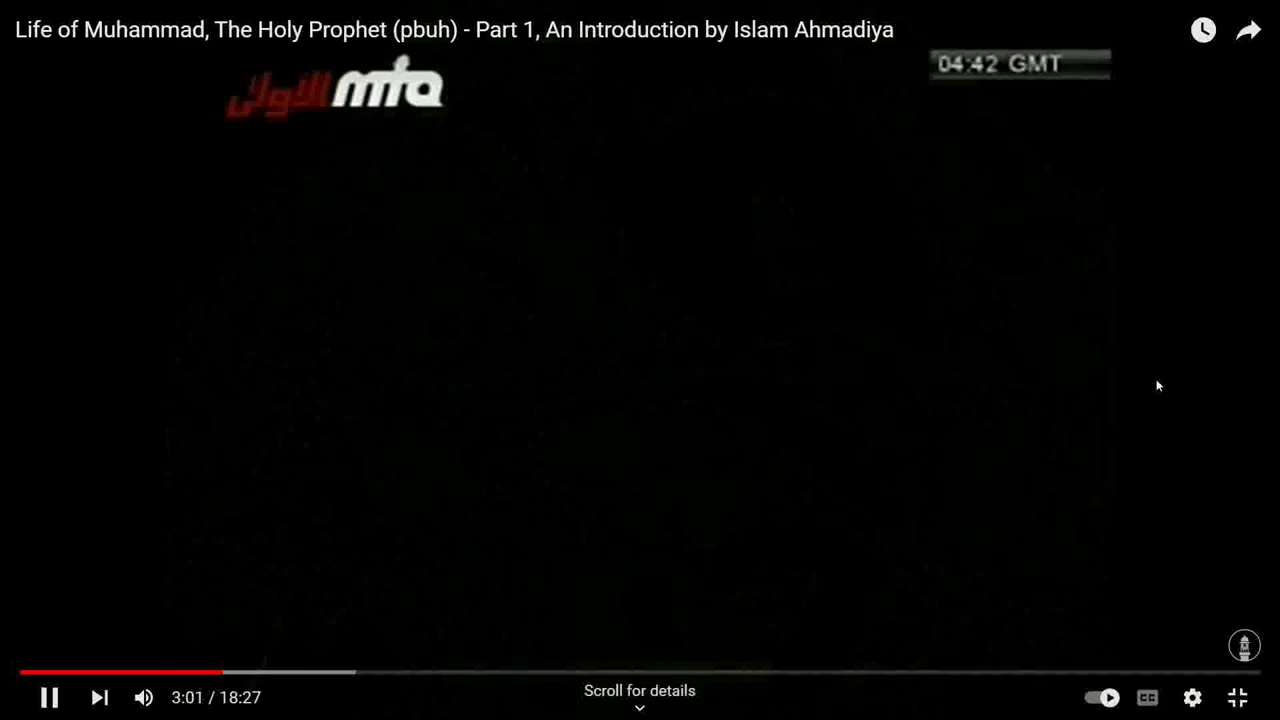 Life of Muhammad, The Holy Prophet (pbuh) - Part 1, An Introduction by Islam Ahmadiya
الاولى mta
04:42 GMT
Scroll for details
3:01 / 18:27
CC